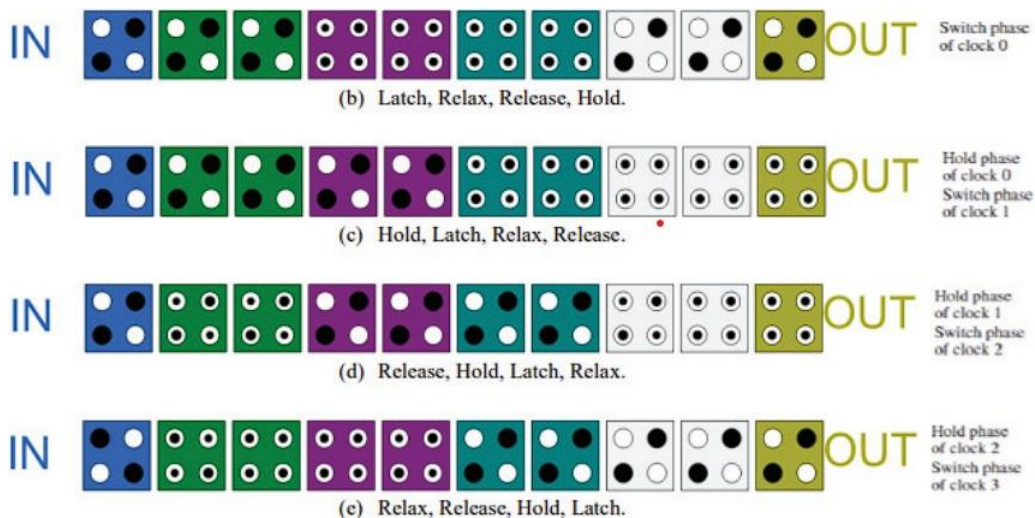 IN OUT Switch phase
of clock 0
(b) Latch, Relax, Release, Hold.
IN OUT Hold phase
of clock 0
Switch phase
of clock 1
(c) Hold, Latch, Relax, Release.
IN OUT Hold phase
of clock 1
Switch phase
of clock 2
(d) Release, Hold, Latch, Relax.
IN OUT Hold phase
of clock 2
Switch phase
of clock 3
(e) Relax, Release, Hold, Latch.